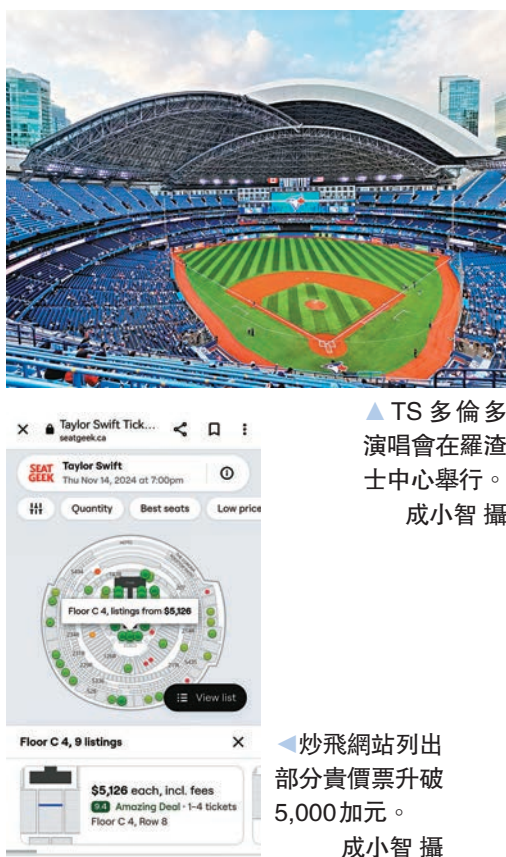 ▲TS多倫多
演唱會在羅渣
士中心舉行。
成小智 攝
Taylor Swift Tick...
seatgeek.ca
SEAT
GEEK
Taylor Swift
Thu Nov 14, 2024 at 7:00pm
Quantity
Best seats
Low price
Floor C 4, listings from $5,126
View list
Floor C 4, 9 listings
$5,126 each, incl. fees
9.4 Amazing Deal · 1-4 tickets
Floor C 4, Row 8
◀炒飛網站列出
部分貴價票升破
5,000加元。
成小智 攝